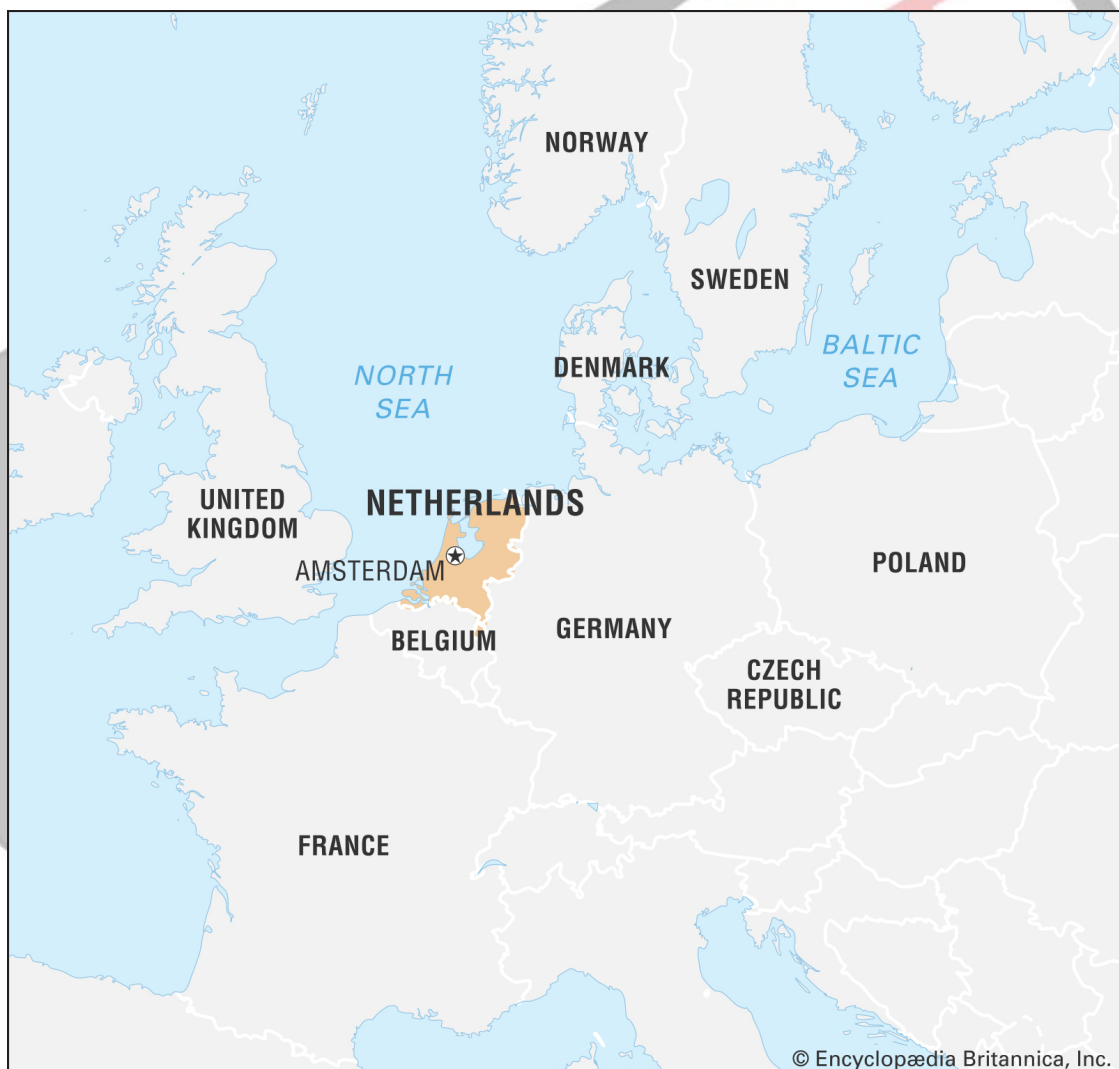 NORWAY
SWEDEN
BALTIC
SEA
DENMARK
NORTH
SEA
NETHERLANDS
UNITED
KINGDOM
AMSTERDAM
POLAND
BELGIUM
GERMANY
CZECH
REPUBLIC
FRANCE
© Encyclopædia Britannica, Inc.